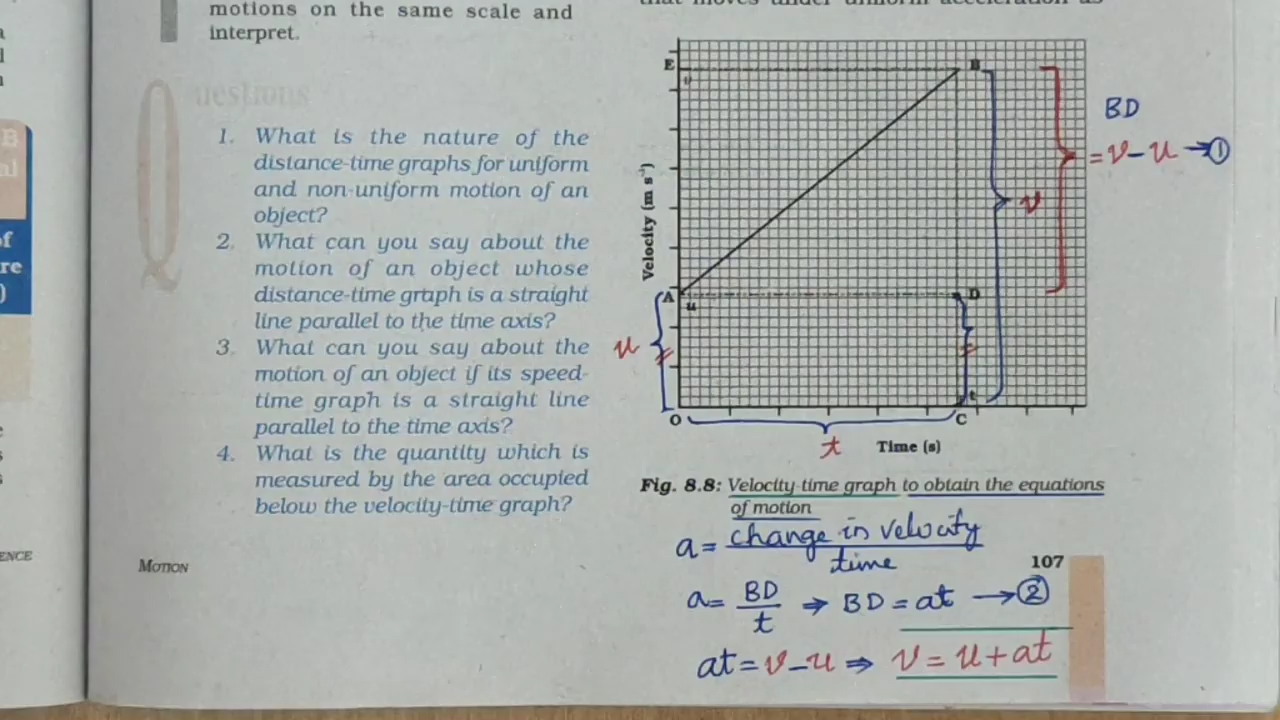 motions on the same scale and
interpret.
uestions
1. What is the nature of the
distance-time graphs for uniform
and non-uniform motion of an
object?
2. What can you say about the
motion of an object whose
distance-time graph is a straight
line parallel to the time axis?
3. What can you say about the
motion of an object if its speed-
time graph is a straight line
parallel to the time axis?
4. What is the quantity which is
measured by the area occupied
below the velocity-time graph?
MOTION
E
v
B
Velocity (m s⁻¹)
A
u
D
u
v
BD
= v - u → ①
O
t
C
t
Time (s)
Fig. 8.8: Velocity-time graph to obtain the equations
of motion
a = change in velocity
time
107
a = BD/t ⇒ BD = at → ②
at = v - u ⇒ v = u + at
B
al
of
re
)
ENCE